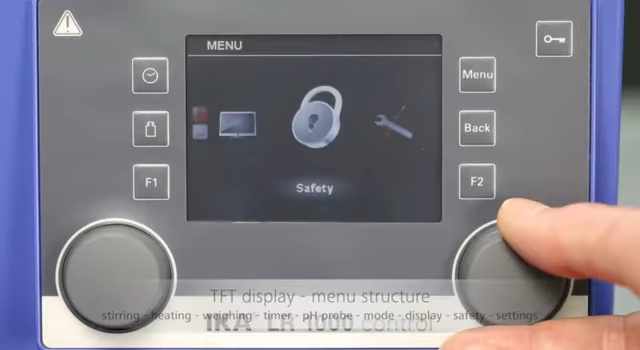 MENU
Menu
Back
Safety
F1
F2
TFT display - menu structure
stirring - heating - weighing - timer - pH probe - mode - display - safety - settings
IKA LR 1000 control